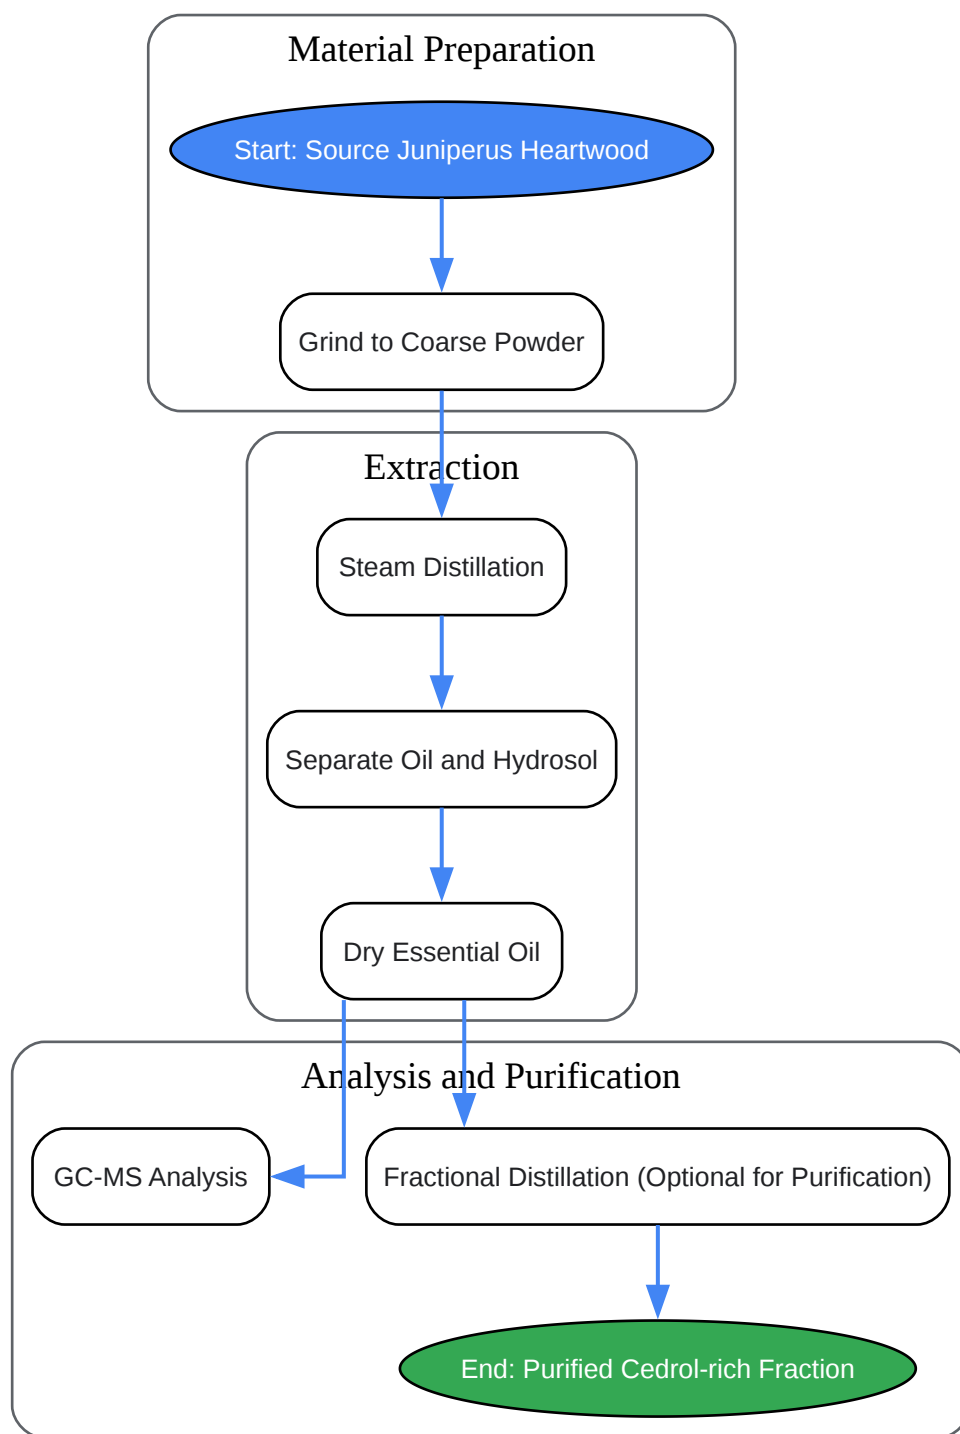 Material Preparation
Start: Source Juniperus Heartwood
Grind to Coarse Powder
Extraction
Steam Distillation
Separate Oil and Hydrosol
Dry Essential Oil
Analysis and Purification
GC-MS Analysis
Fractional Distillation (Optional for Purification)
End: Purified Cedrol-rich Fraction